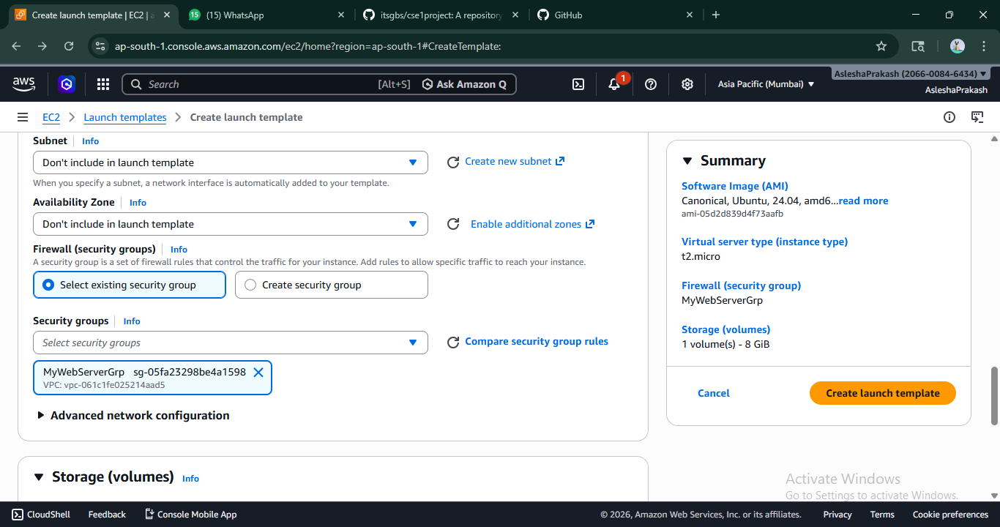 Create launch template | EC2 | a
(15) WhatsApp
itsgbs/cse1project: A repository
GitHub
ap-south-1.console.aws.amazon.com/ec2/home?region=ap-south-1#CreateTemplate:
aws
Search
[Alt+S]
Ask Amazon Q
1
Asia Pacific (Mumbai)
AsleshaPrakash (2066-0084-6434)
AsleshaPrakash
EC2
Launch templates
Create launch template
Subnet
Info
Don't include in launch template
Create new subnet
When you specify a subnet, a network interface is automatically added to your template.
Availability Zone
Info
Don't include in launch template
Enable additional zones
Firewall (security groups)
Info
A security group is a set of firewall rules that control the traffic for your instance. Add rules to allow specific traffic to reach your instance.
Select existing security group
Create security group
Security groups
Info
Select security groups
Compare security group rules
MyWebServerGrp sg-05fa23298be4a1598
VPC: vpc-061c1fe025214aad5
Advanced network configuration
Storage (volumes)
Info
Summary
Software Image (AMI)
Canonical, Ubuntu, 24.04, amd6...read more
ami-05d2d839d4f73aafb
Virtual server type (instance type)
t2.micro
Firewall (security group)
MyWebServerGrp
Storage (volumes)
1 volume(s) - 8 GiB
Cancel
Create launch template
Activate Windows
Go to Settings to activate Windows.
CloudShell
Feedback
Console Mobile App
© 2026, Amazon Web Services, Inc. or its affiliates.
Privacy
Terms
Cookie preferences